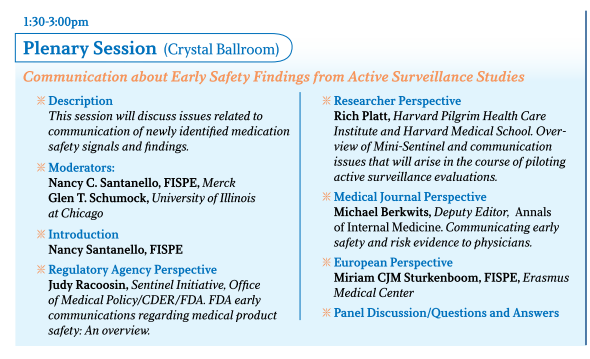 1:30-3:00pm
Plenary Session (Crystal Ballroom)
Communication about Early Safety Findings from Active Surveillance Studies
※ Description
This session will discuss issues related to
communication of newly identified medication
safety signals and findings.
※ Moderators:
Nancy C. Santanello, FISPE, Merck
Glen T. Schumock, University of Illinois
at Chicago
※ Introduction
Nancy Santanello, FISPE
※ Regulatory Agency Perspective
Judy Racoosin, Sentinel Initiative, Office
of Medical Policy/CDER/FDA. FDA early
communications regarding medical product
safety: An overview.
※ Researcher Perspective
Rich Platt, Harvard Pilgrim Health Care
Institute and Harvard Medical School. Over-
view of Mini-Sentinel and communication
issues that will arise in the course of piloting
active surveillance evaluations.
※ Medical Journal Perspective
Michael Berkwits, Deputy Editor, Annals
of Internal Medicine. Communicating early
safety and risk evidence to physicians.
※ European Perspective
Miriam CJM Sturkenboom, FISPE, Erasmus
Medical Center
※ Panel Discussion/Questions and Answers